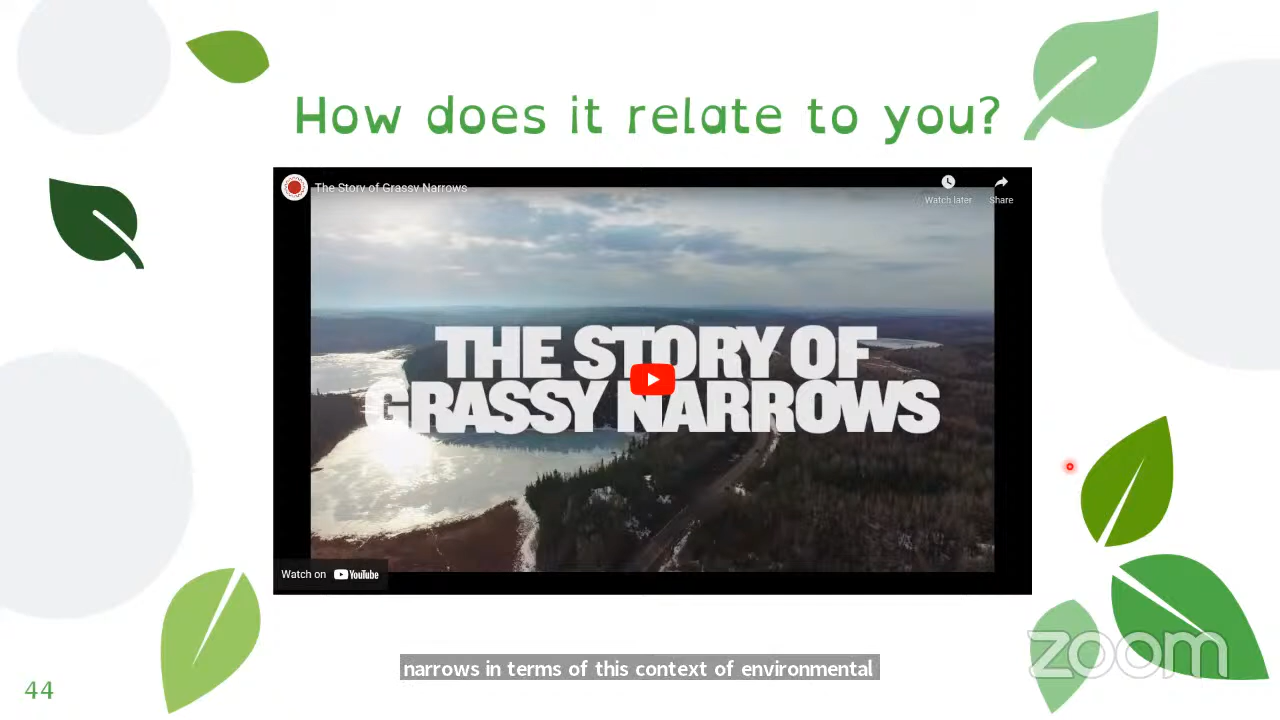 How does it relate to you?
The Story of Grassy Narrows
Watch later
Share
THE STORY OF
GRASSY NARROWS
Watch on YouTube
narrows in terms of this context of environmental
zoom
44